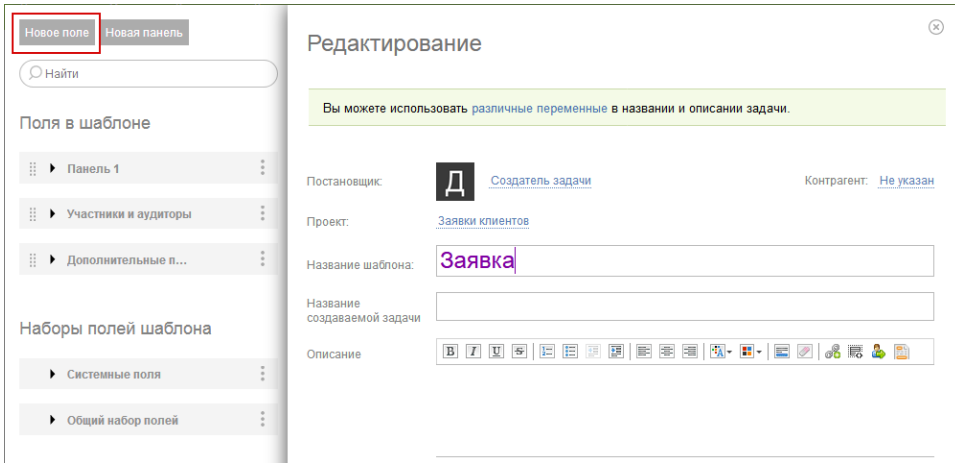 Новое поле Новая панель
Найти
Поля в шаблоне
Панель 1
Участники и аудиторы
Дополнительные п...
Наборы полей шаблона
Системные поля
Общий набор полей
Редактирование
Вы можете использовать различные переменные в названии и описании задачи.
Постановщик: Д Создатель задачи Контрагент: Не указан
Проект: Заявки клиентов
Название шаблона: Заявка
Название
создаваемой задачи
Описание B I U S